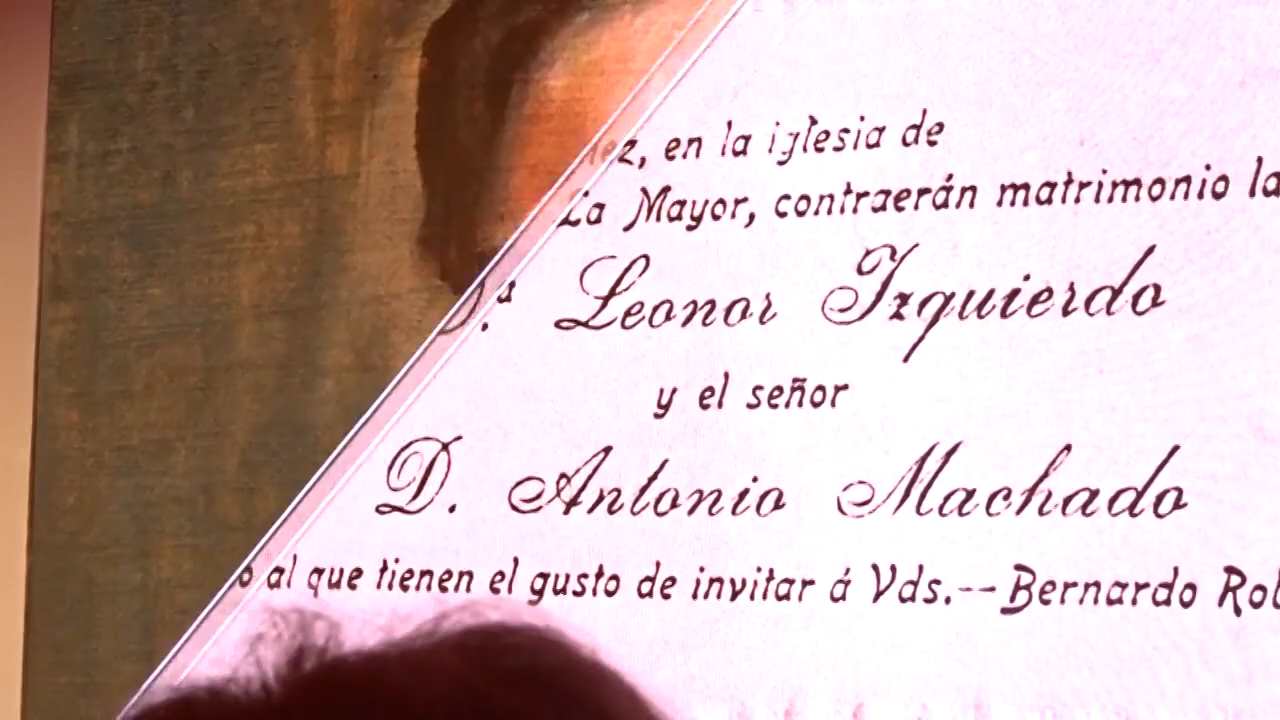 en la iglesia de
La Mayor, contraerán matrimonio la
D.ª Leonor Izquierdo
y el señor
D. Antonio Machado
al que tienen el gusto de invitar á Vds.--Bernardo